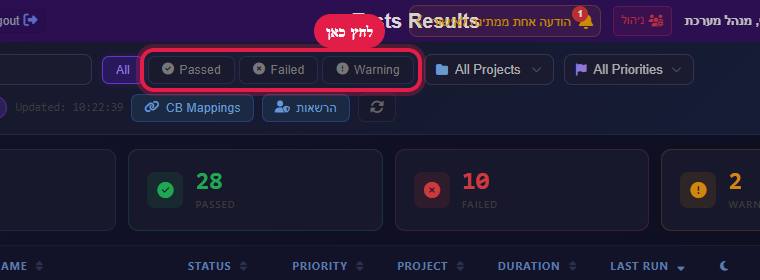 gout Tests Results הודעה אחת ממתינה 1 ניהול מנהל מערכת
לחץ כאן
All Passed Failed Warning All Projects All Priorities
Updated: 10:22:39 CB Mappings הרשאות
28 10 2
PASSED FAILED WARN
AME STATUS PRIORITY PROJECT DURATION LAST RUN